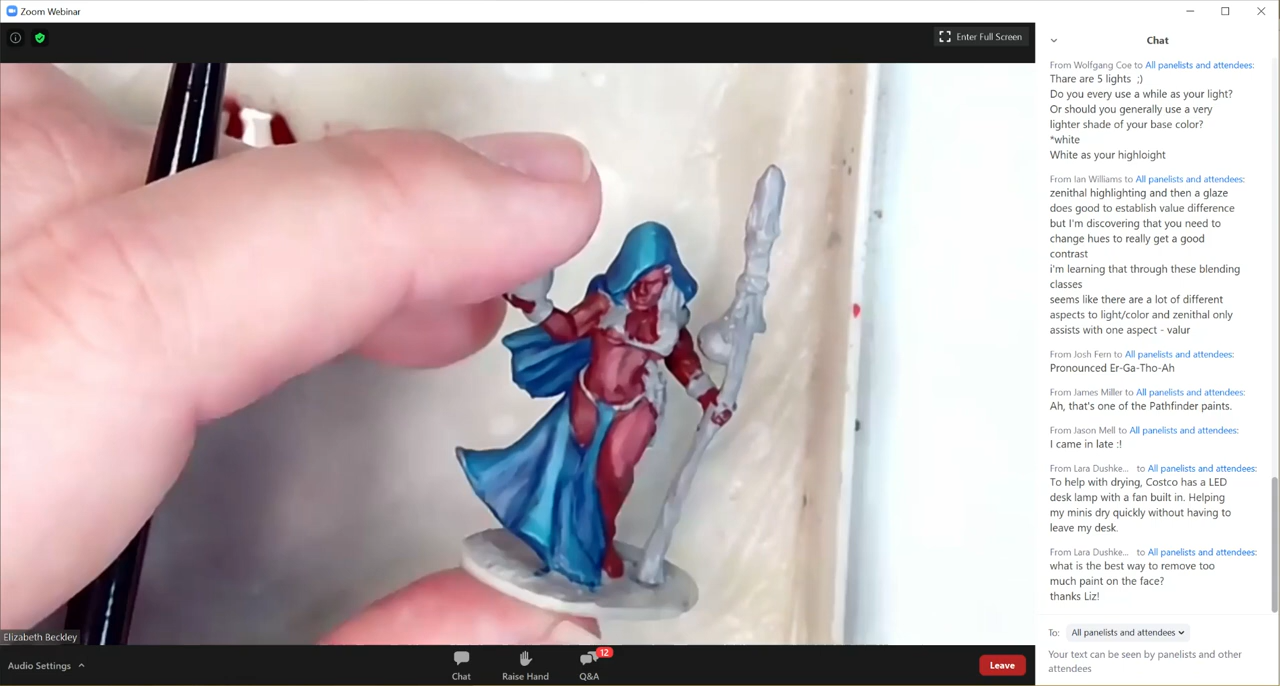 Zoom Webinar
Enter Full Screen
Elizabeth Beckley
Audio Settings
Chat
Raise Hand
12
Q&A
Leave
Chat
From Wolfgang Coe to All panelists and attendees:
Thare are 5 lights ;)
Do you every use a while as your light?
Or should you generally use a very
lighter shade of your base color?
*white
White as your highloight
From Ian Williams to All panelists and attendees:
zenithal highlighting and then a glaze
does good to establish value difference
but I'm discovering that you need to
change hues to really get a good
contrast
i'm learning that through these blending
classes
seems like there are a lot of different
aspects to light/color and zenithal only
assists with one aspect - valur
From Josh Fern to All panelists and attendees:
Pronounced Er-Ga-Tho-Ah
From James Miller to All panelists and attendees:
Ah, that's one of the Pathfinder paints.
From Jason Mell to All panelists and attendees:
I came in late :!
From Lara Dushke... to All panelists and attendees:
To help with drying, Costco has a LED
desk lamp with a fan built in. Helping
my minis dry quickly without having to
leave my desk.
From Lara Dushke... to All panelists and attendees:
what is the best way to remove too
much paint on the face?
thanks Liz!
To: All panelists and attendees
Your text can be seen by panelists and other
attendees